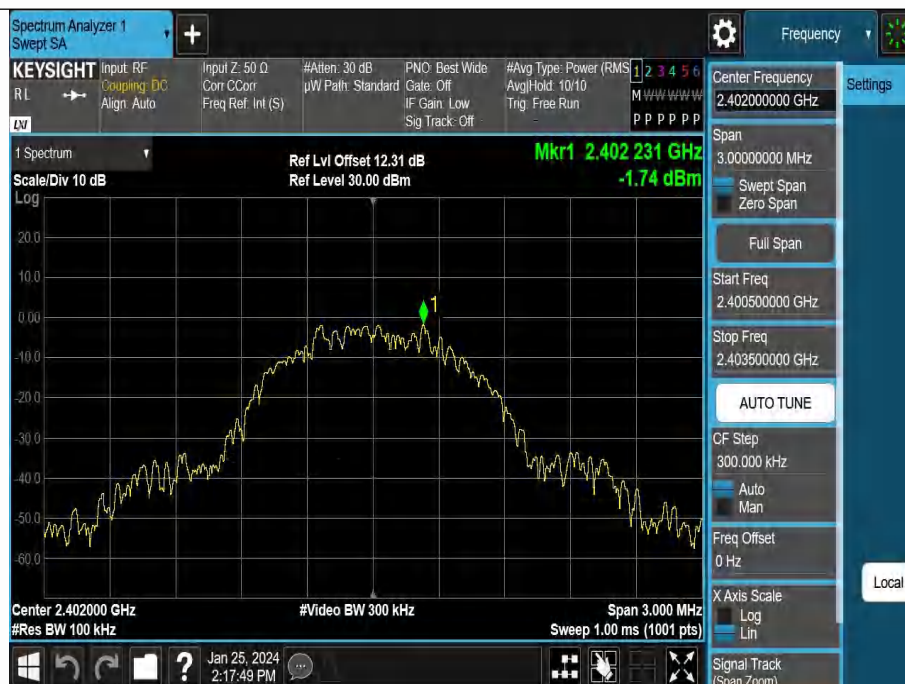 Spectrum Analyzer 1
Swept SA
+
Frequency
KEYSIGHT
R L
LXI
Input: RF
Coupling: DC
Align: Auto
Input Z: 50 Ω
Corr CCorr
Freq Ref: Int (S)
#Atten: 30 dB
µW Path: Standard
PNO: Best Wide
Gate: Off
IF Gain: Low
Sig Track: Off
#Avg Type: Power (RMS
Avg|Hold: 10/10
Trig: Free Run
1 2 3 4 5 6
M W W W W W
P P P P P P
Center Frequency
2.402000000 GHz
Settings
Span
3.00000000 MHz
Swept Span
Zero Span
Full Span
Start Freq
2.400500000 GHz
Stop Freq
2.403500000 GHz
AUTO TUNE
CF Step
300.000 kHz
Auto
Man
Freq Offset
0 Hz
X Axis Scale
Log
Lin
Signal Track
(Span Zoom)
Local
1 Spectrum
Scale/Div 10 dB
Log
Ref Lvl Offset 12.31 dB
Ref Level 30.00 dBm
Mkr1 2.402 231 GHz
-1.74 dBm
20.0
10.0
0.00
-10.0
-20.0
-30.0
-40.0
-50.0
-60.0
1
Center 2.402000 GHz
#Res BW 100 kHz
#Video BW 300 kHz
Span 3.000 MHz
Sweep 1.00 ms (1001 pts)
?
Jan 25, 2024
2:17:49 PM